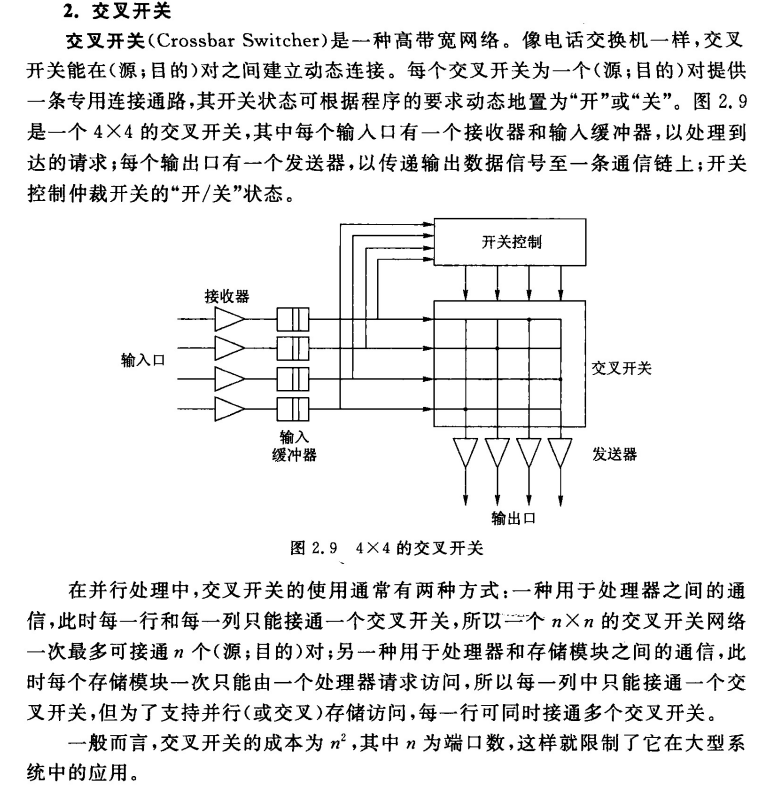 2. 交叉开关
交叉开关(Crossbar Switcher)是一种高带宽网络。像电话交换机一样,交叉
开关能在(源;目的)对之间建立动态连接。每个交叉开关为一个(源;目的)对提供
一条专用连接通路,其开关状态可根据程序的要求动态地置为“开”或“关”。图 2.9
是一个 4×4 的交叉开关,其中每个输入口有一个接收器和输入缓冲器,以处理到
达的请求;每个输出口有一个发送器,以传递输出数据信号至一条通信链上;开关
控制仲裁开关的“开/关”状态。
开关控制
接收器
输入口
交叉开关
输入
缓冲器
发送器
输出口
图 2.9 4×4 的交叉开关
在并行处理中,交叉开关的使用通常有两种方式:一种用于处理器之间的通
信,此时每一行和每一列只能接通一个交叉开关,所以一个 n×n 的交叉开关网络
一次最多可接通 n 个(源;目的)对;另一种用于处理器和存储模块之间的通信,此
时每个存储模块一次只能由一个处理器请求访问,所以每一列中只能接通一个交
叉开关,但为了支持并行(或交叉)存储访问,每一行可同时接通多个交叉开关。
一般而言,交叉开关的成本为 n²,其中 n 为端口数,这样就限制了它在大型系
统中的应用。